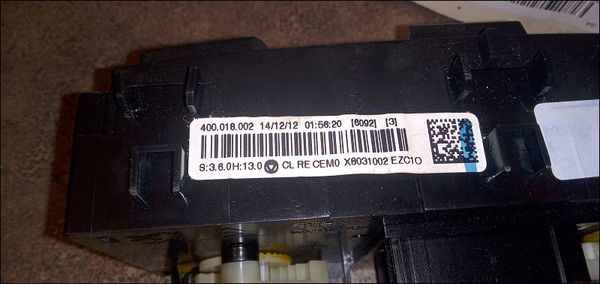 400.018.002 14/12/12 01:56:20 [6092] [3]
S:3.6.0H:13.0 CL RE CEM0 X8031002 EZC1O